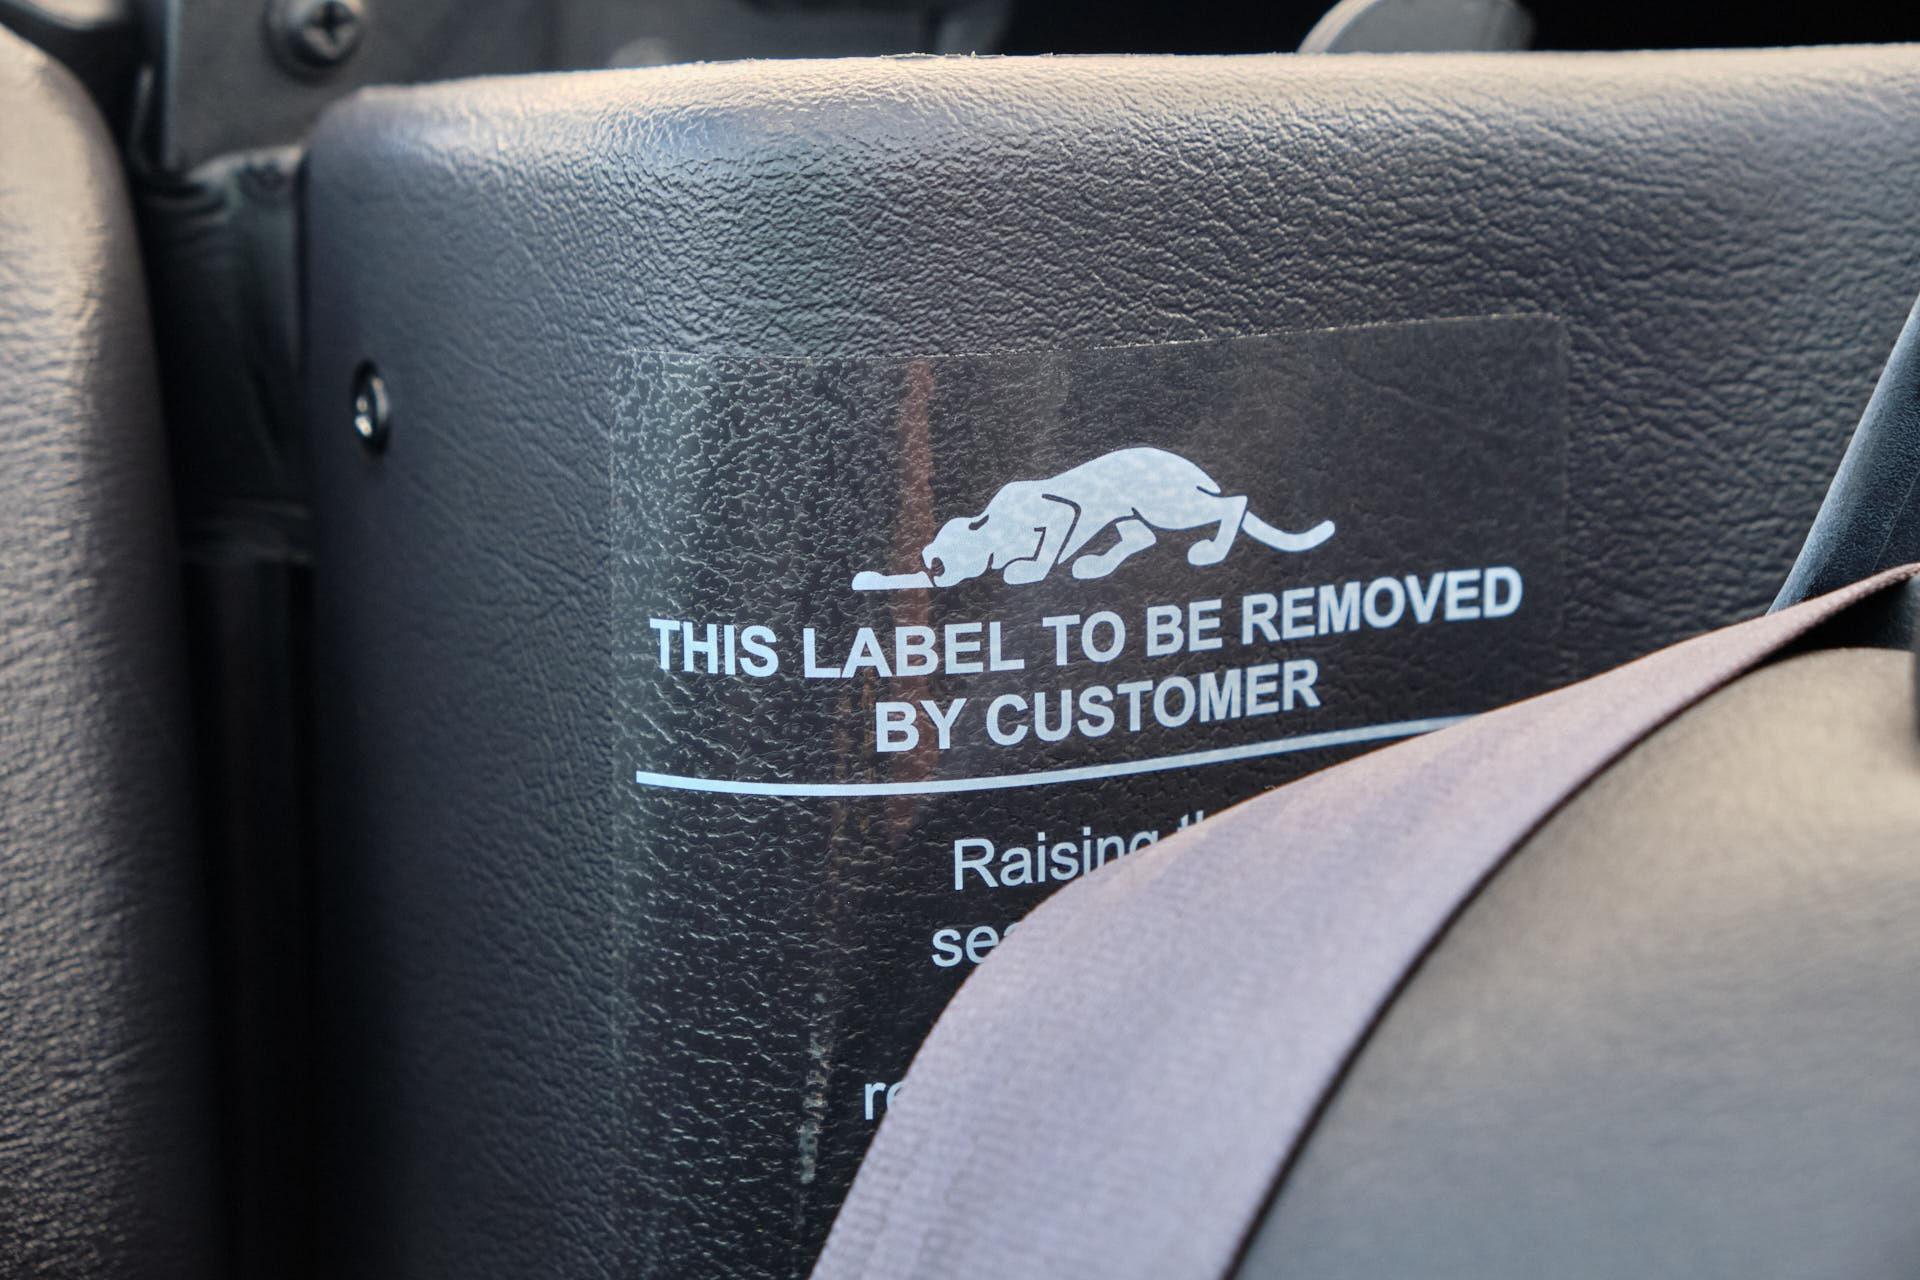 THIS LABEL TO BE REMOVED
BY CUSTOMER
Raising